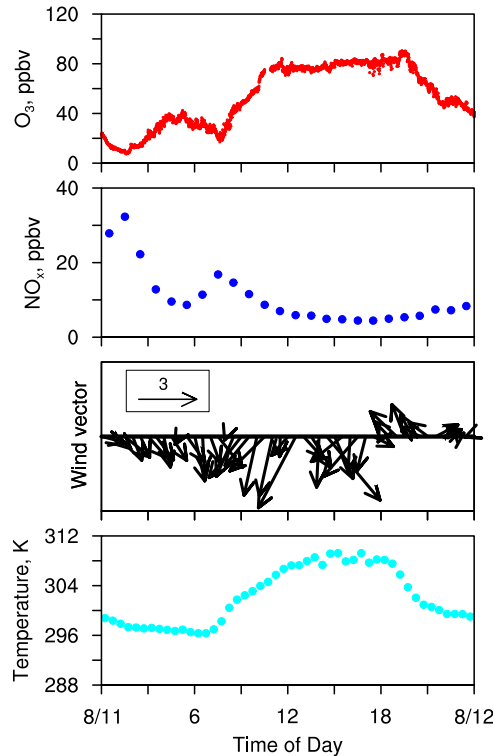 120
80
40
0
O3, ppbv
40
20
0
NOx, ppbv
3
Wind vector
312
304
296
288
Temperature, K
8/11 6 12 18 8/12
Time of Day